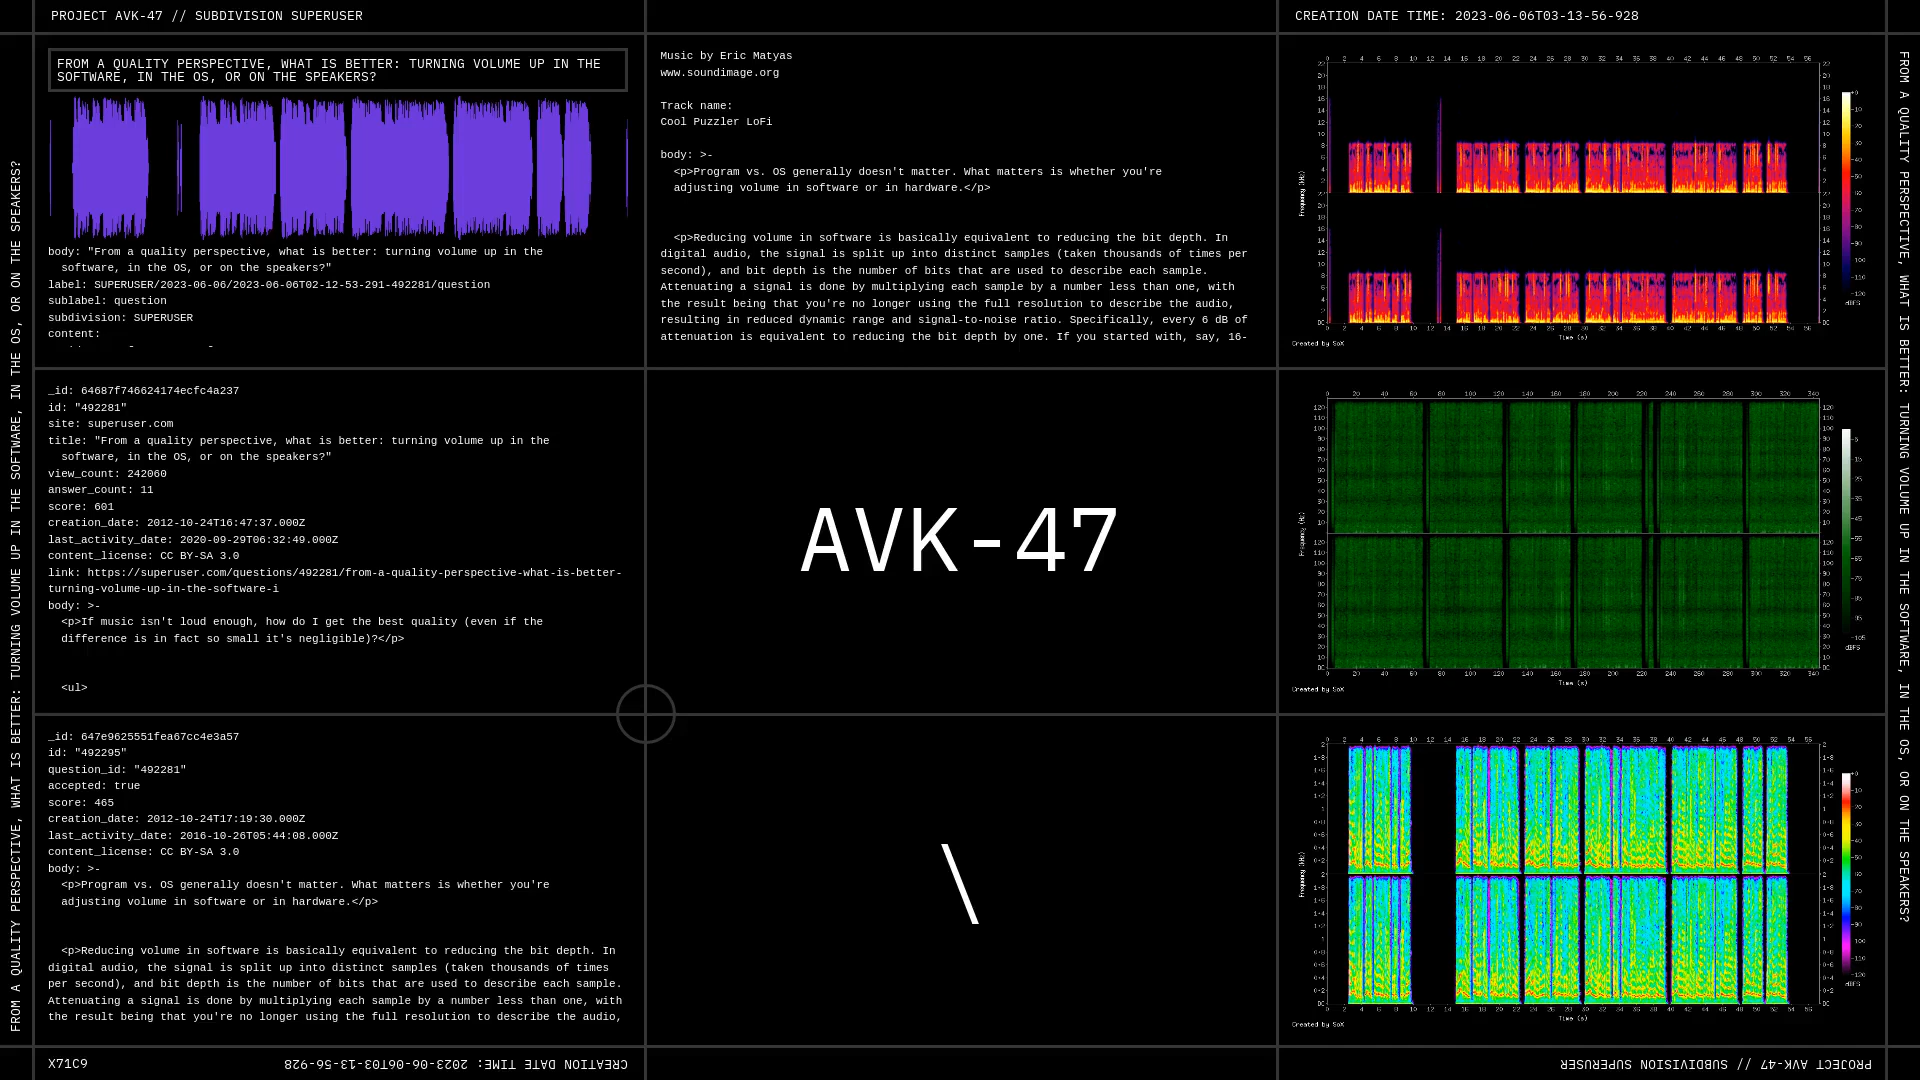 PROJECT AVK-47 // SUBDIVISION SUPERUSER
CREATION DATE TIME: 2023-06-06T03-13-56-928
FROM A QUALITY PERSPECTIVE, WHAT IS BETTER: TURNING VOLUME UP IN THE SOFTWARE, IN THE OS, OR ON THE SPEAKERS?
FROM A QUALITY PERSPECTIVE, WHAT IS BETTER: TURNING VOLUME UP IN THE
SOFTWARE, IN THE OS, OR ON THE SPEAKERS?
body: "From a quality perspective, what is better: turning volume up in the
software, in the OS, or on the speakers?"
label: SUPERUSER/2023-06-06/2023-06-06T02-12-53-291-492281/question
sublabel: question
subdivision: SUPERUSER
content:
_id: 64687f746624174ecfc4a237
id: "492281"
site: superuser.com
title: "From a quality perspective, what is better: turning volume up in the
software, in the OS, or on the speakers?"
view_count: 242060
answer_count: 11
score: 601
creation_date: 2012-10-24T16:47:37.000Z
last_activity_date: 2020-09-29T06:32:49.000Z
content_license: CC BY-SA 3.0
link: https://superuser.com/questions/492281/from-a-quality-perspective-what-is-better-
turning-volume-up-in-the-software-i
body: >-
<p>If music isn't loud enough, how do I get the best quality (even if the
difference is in fact so small it's negligible)?</p>
<ul>
_id: 647e9625551fea67cc4e3a57
id: "492295"
question_id: "492281"
accepted: true
score: 465
creation_date: 2012-10-24T17:19:30.000Z
last_activity_date: 2016-10-26T05:44:08.000Z
content_license: CC BY-SA 3.0
body: >-
<p>Program vs. OS generally doesn't matter. What matters is whether you're
adjusting volume in software or in hardware.</p>
<p>Reducing volume in software is basically equivalent to reducing the bit depth. In
digital audio, the signal is split up into distinct samples (taken thousands of times
per second), and bit depth is the number of bits that are used to describe each sample.
Attenuating a signal is done by multiplying each sample by a number less than one, with
the result being that you're no longer using the full resolution to describe the audio,
Music by Eric Matyas
www.soundimage.org
Track name:
Cool Puzzler LoFi
body: >-
<p>Program vs. OS generally doesn't matter. What matters is whether you're
adjusting volume in software or in hardware.</p>
<p>Reducing volume in software is basically equivalent to reducing the bit depth. In
digital audio, the signal is split up into distinct samples (taken thousands of times per
second), and bit depth is the number of bits that are used to describe each sample.
Attenuating a signal is done by multiplying each sample by a number less than one, with
the result being that you're no longer using the full resolution to describe the audio,
resulting in reduced dynamic range and signal-to-noise ratio. Specifically, every 6 dB of
attenuation is equivalent to reducing the bit depth by one. If you started with, say, 16-
AVK-47
\
Frequency (kHz)
Time (s)
dBFS
Created by SoX
Frequency (Hz)
Time (s)
dBFS
Created by SoX
Frequency (kHz)
Time (s)
dBFS
Created by SoX
FROM A QUALITY PERSPECTIVE, WHAT IS BETTER: TURNING VOLUME UP IN THE SOFTWARE, IN THE OS, OR ON THE SPEAKERS?
X71C9
CREATION DATE TIME: 2023-06-06T03-13-56-928
PROJECT AVK-47 // SUBDIVISION SUPERUSER